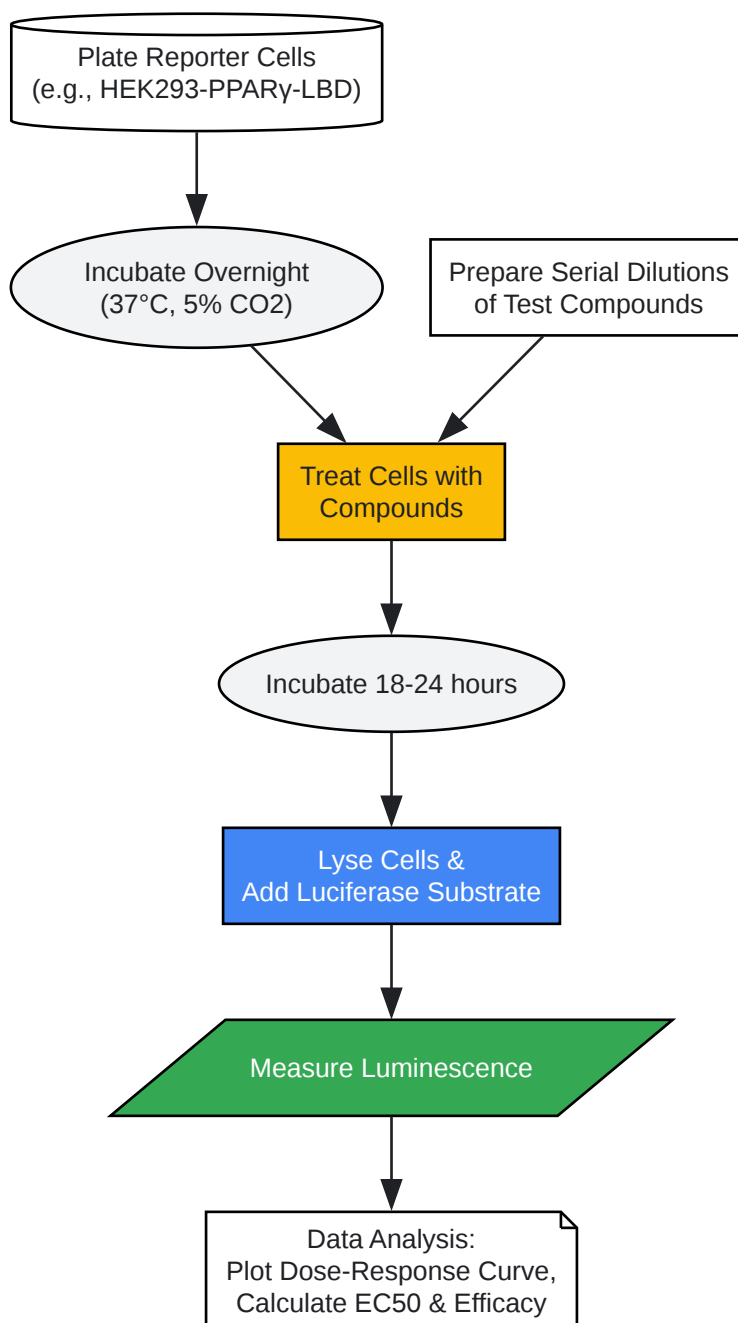 Plate Reporter Cells
(e.g., HEK293-PPARγ-LBD)
Incubate Overnight
(37°C, 5% CO2)
Prepare Serial Dilutions
of Test Compounds
Treat Cells with
Compounds
Incubate 18-24 hours
Lyse Cells &
Add Luciferase Substrate
Measure Luminescence
Data Analysis:
Plot Dose-Response Curve,
Calculate EC50 & Efficacy